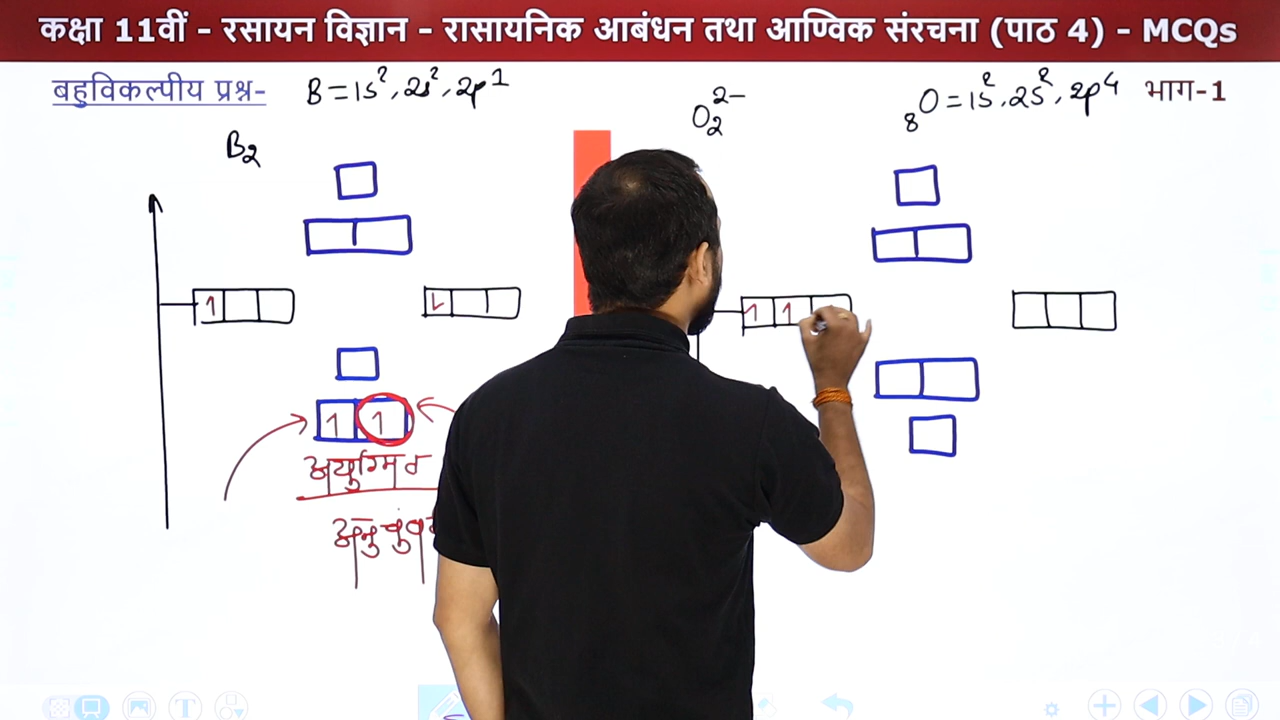 कक्षा 11वीं - रसायन विज्ञान - रासायनिक आबंधन तथा आण्विक संरचना (पाठ 4) - MCQs
बहुविकल्पीय प्रश्न-
B = 1s², 2s², 2p¹
O₂²⁻
₈O = 1s², 2s², 2p⁴
भाग-1
B₂
1
1 1
1 1
अयुग्मित
T